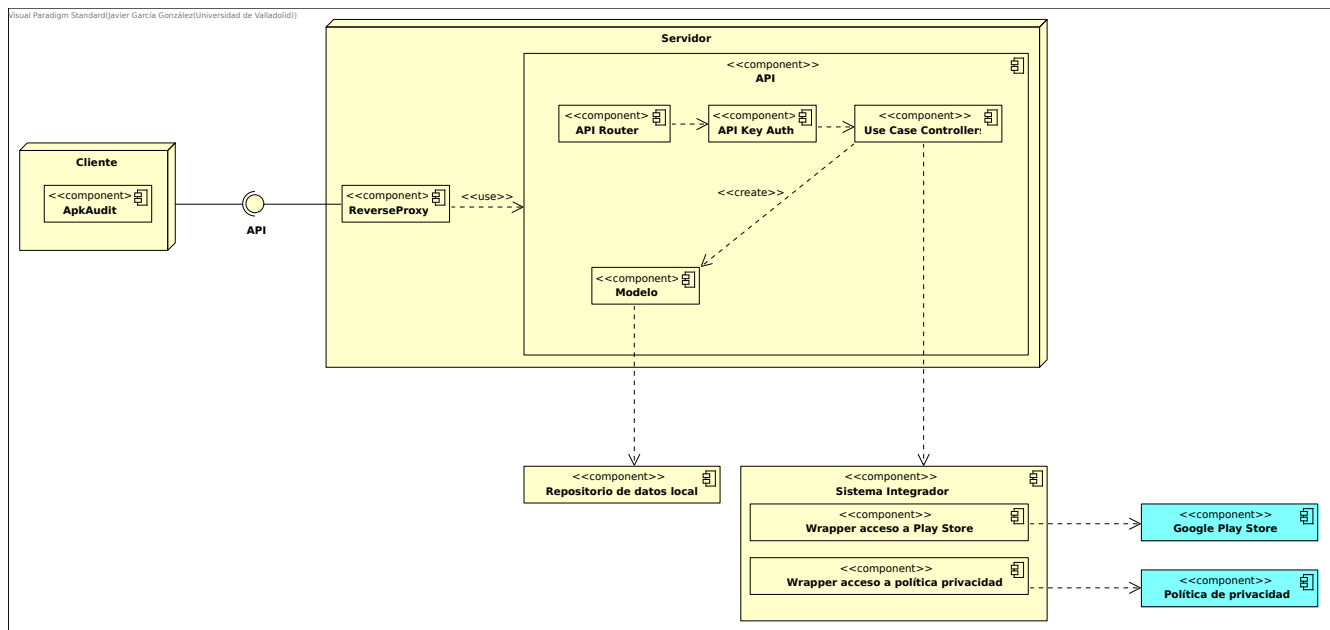 Visual Paradigm Standard(Javier García González(Universidad de Valladolid))
Servidor
<<component>>
API
<<component>>
API Router
<<component>>
API Key Auth
<<component>>
Use Case Controllers
Cliente
<<component>>
ApkAudit
API
<<component>>
ReverseProxy
<<use>>
<<create>>
<<component>
Modelo
<<component>>
Repositorio de datos local
<<component>>
Sistema Integrador
<<component>>
Wrapper acceso a Play Store
<<component>>
Wrapper acceso a política privacidad
<<component>>
Google Play Store
<<component>>
Política de privacidad